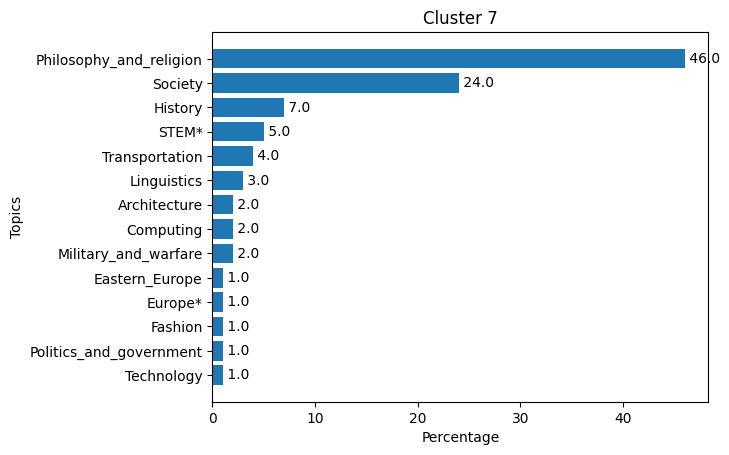 Cluster 7
Topics
Philosophy_and_religion 46.0
Society 24.0
History 7.0
STEM* 5.0
Transportation 4.0
Linguistics 3.0
Architecture 2.0
Computing 2.0
Military_and_warfare 2.0
Eastern_Europe 1.0
Europe* 1.0
Fashion 1.0
Politics_and_government 1.0
Technology 1.0
0 10 20 30 40
Percentage